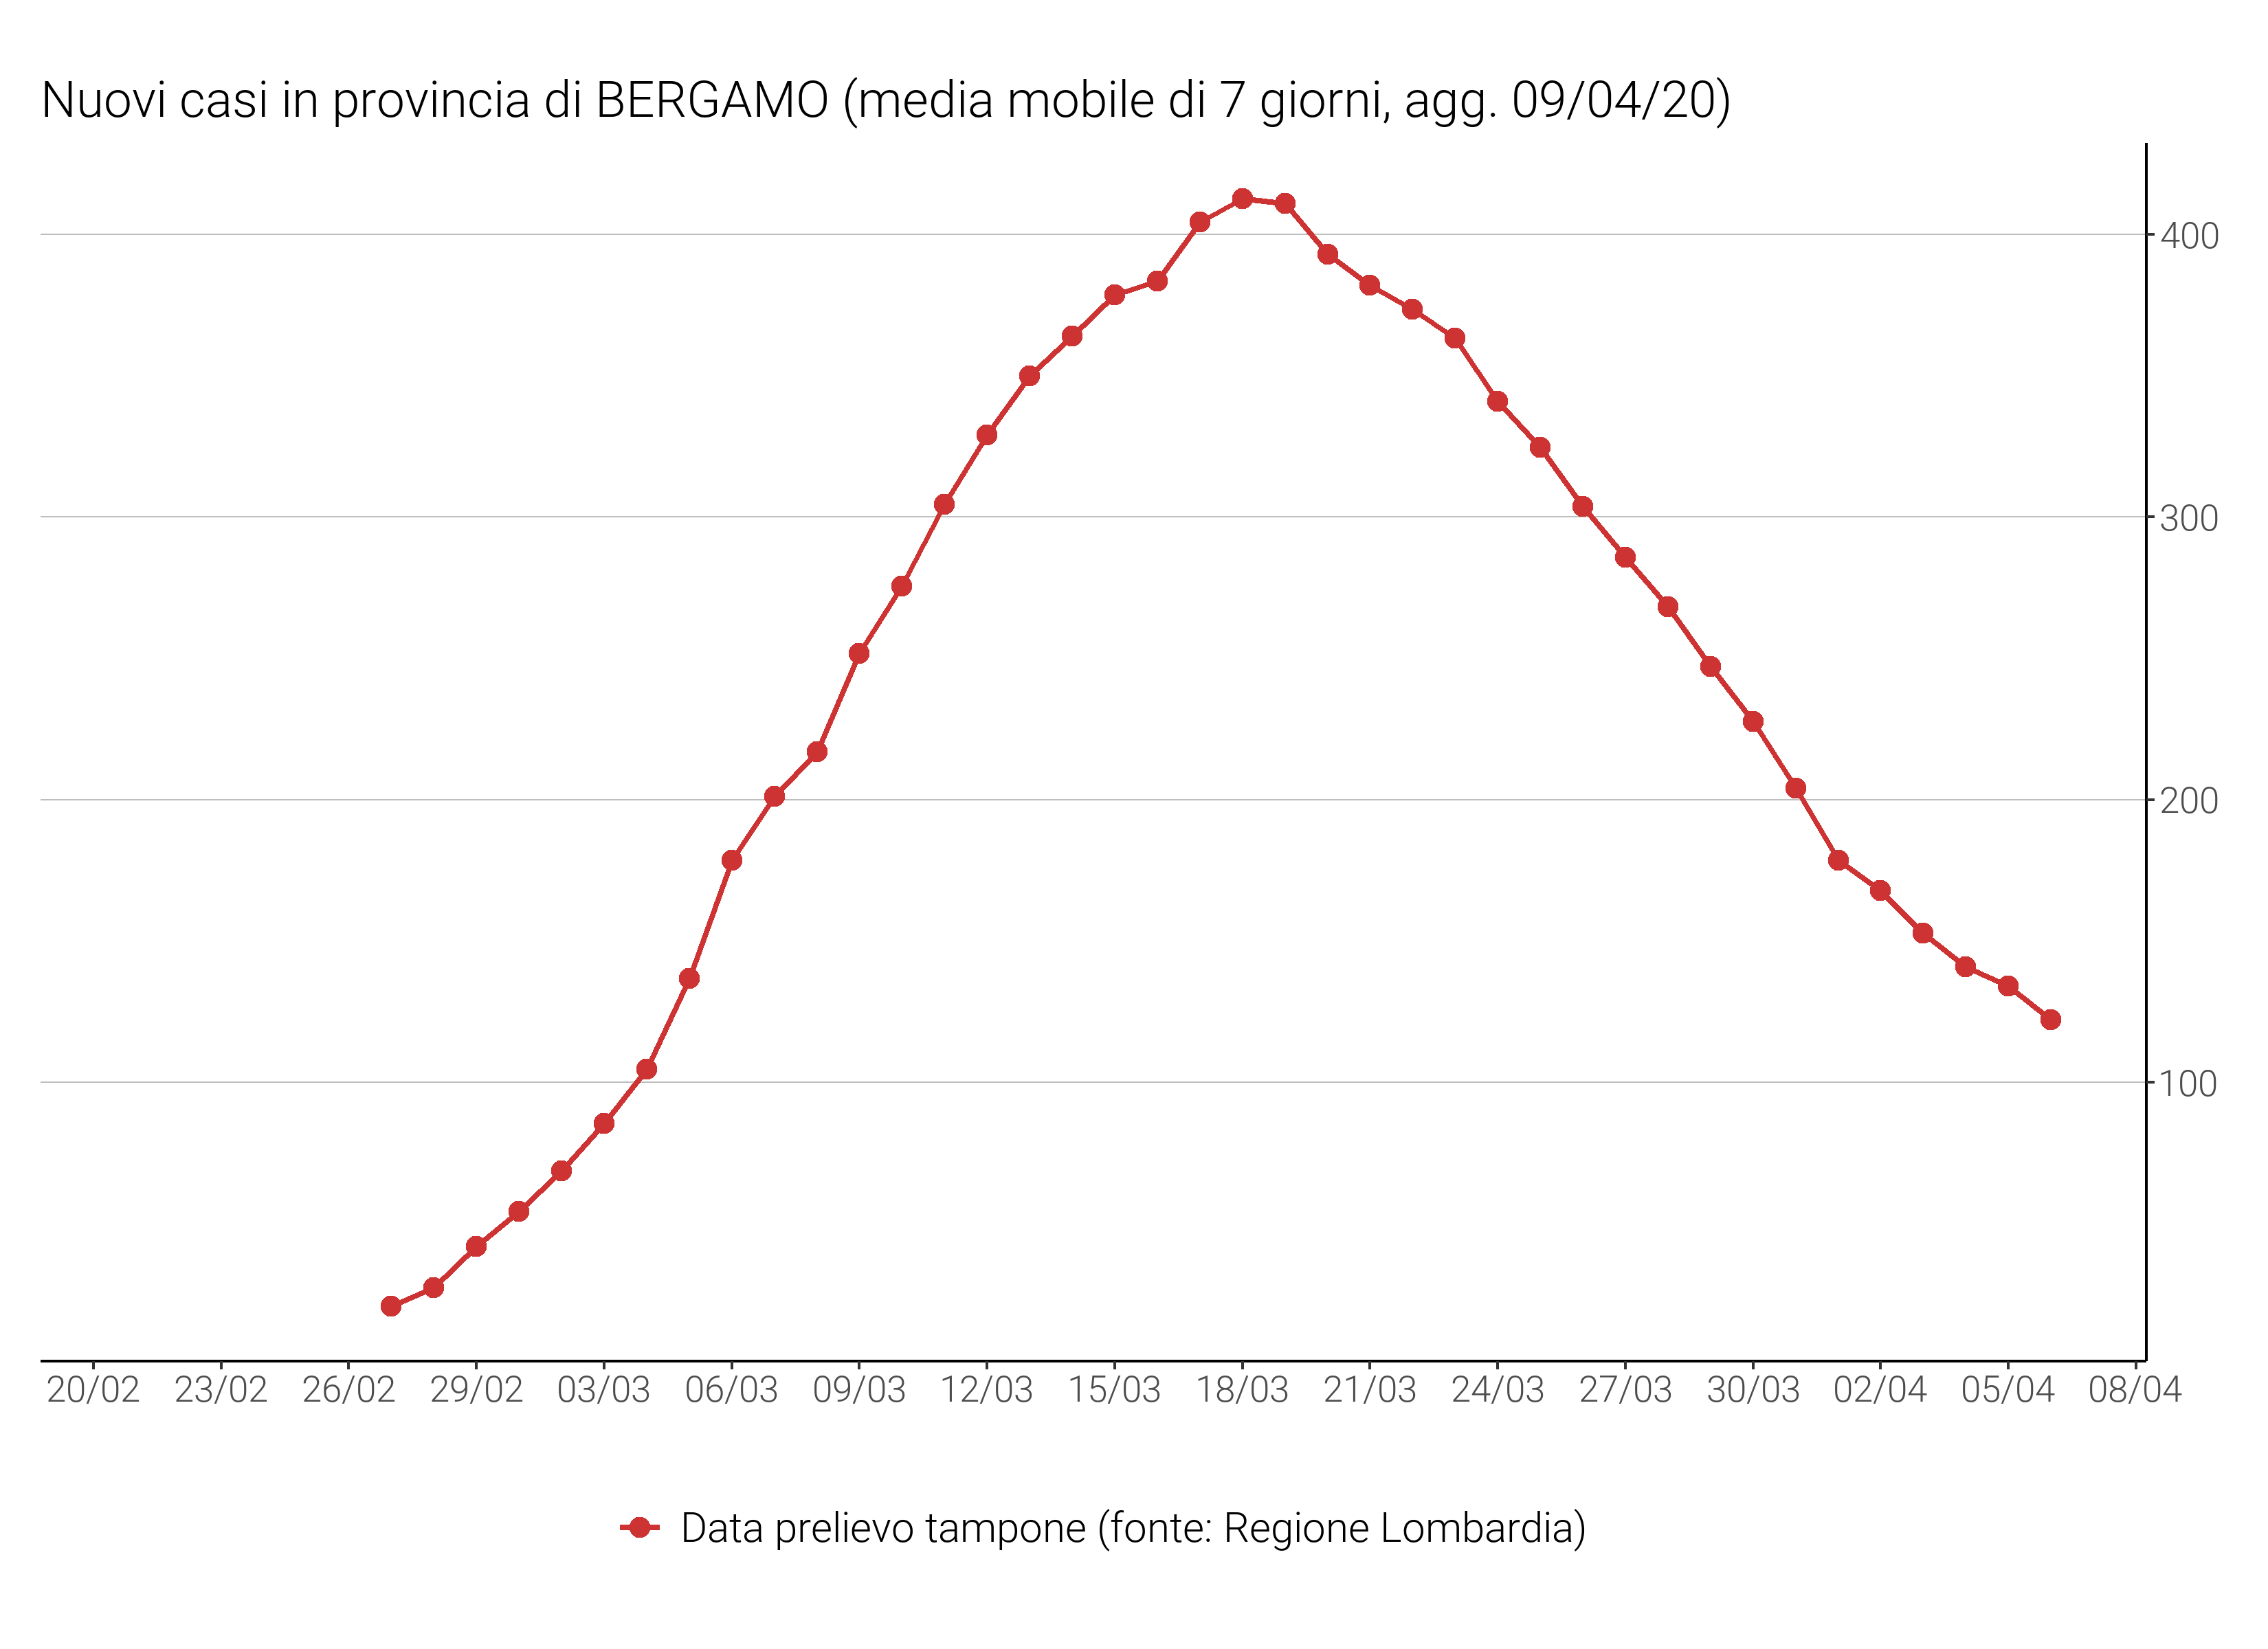 Nuovi casi in provincia di BERGAMO (media mobile di 7 giorni, agg. 09/04/20)
400
300
200
100
20/02 23/02 26/02 29/02 03/03 06/03 09/03 12/03 15/03 18/03 21/03 24/03 27/03 30/03 02/04 05/04 08/04
Data prelievo tampone (fonte: Regione Lombardia)